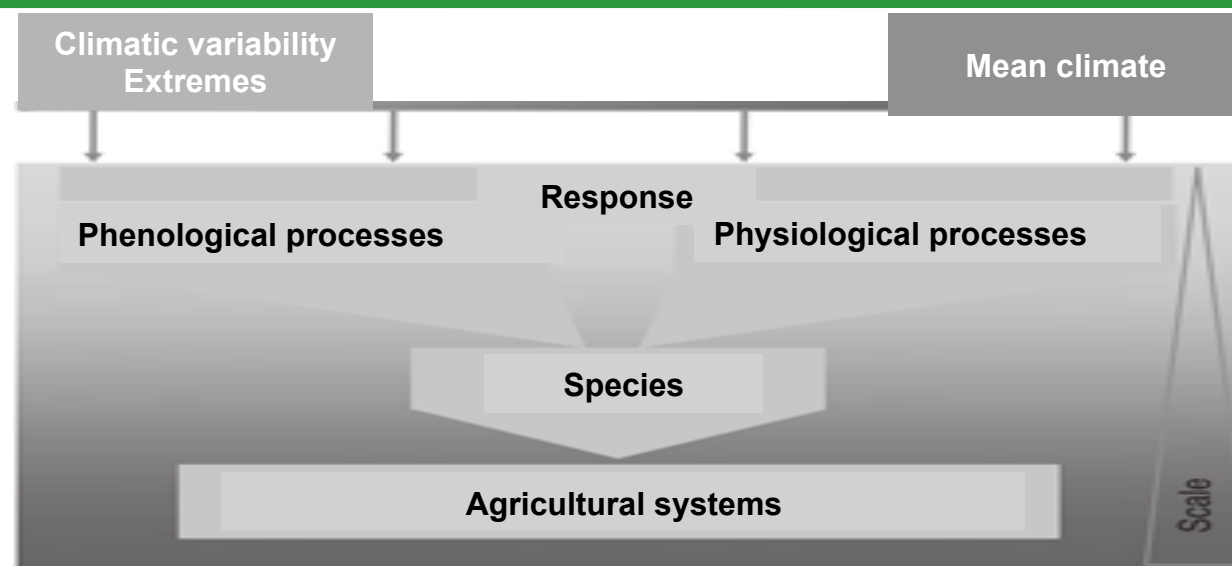 Climatic variability
Extremes
Mean climate
Response
Phenological processes
Physiological processes
Species
Agricultural systems
Scale